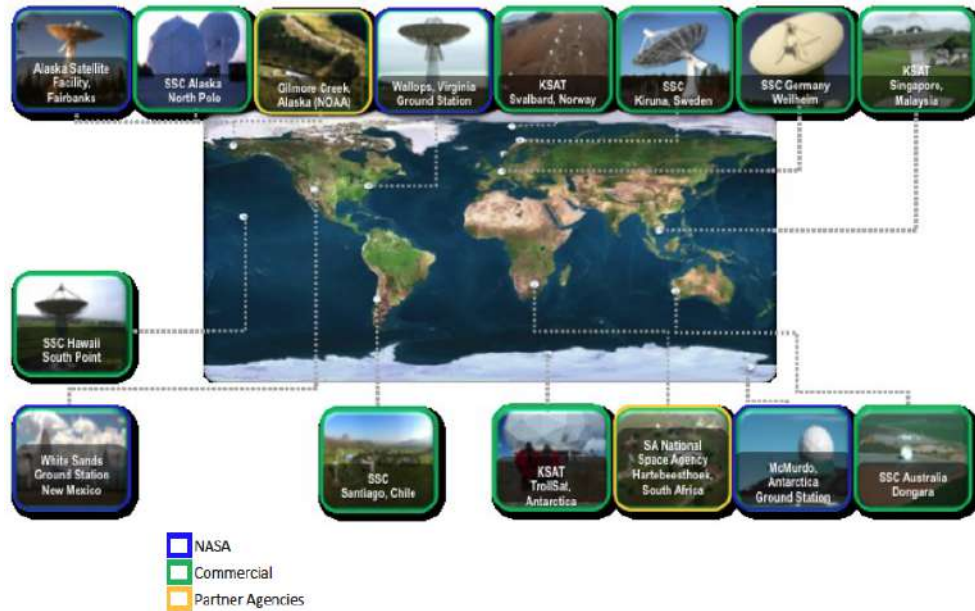 Alaska Satellite
Facility,
Fairbanks
SSC Alaska
North Pole
Gilmore Creek,
Alaska (NOAA)
Wallops, Virginia
Ground Station
KSAT
Svalbard, Norway
SSC
Kiruna, Sweden
SSC Germany
Weilheim
KSAT
Singapore,
Malaysia
SSC Hawaii
South Point
White Sands
Ground Station
New Mexico
SSC
Santiago, Chile
KSAT
TrollSat,
Antarctica
SA National
Space Agency
Hartebeesthoek,
South Africa
McMurdo,
Antarctica
Ground Station
SSC Australia
Dongara
NASA
Commercial
Partner Agencies